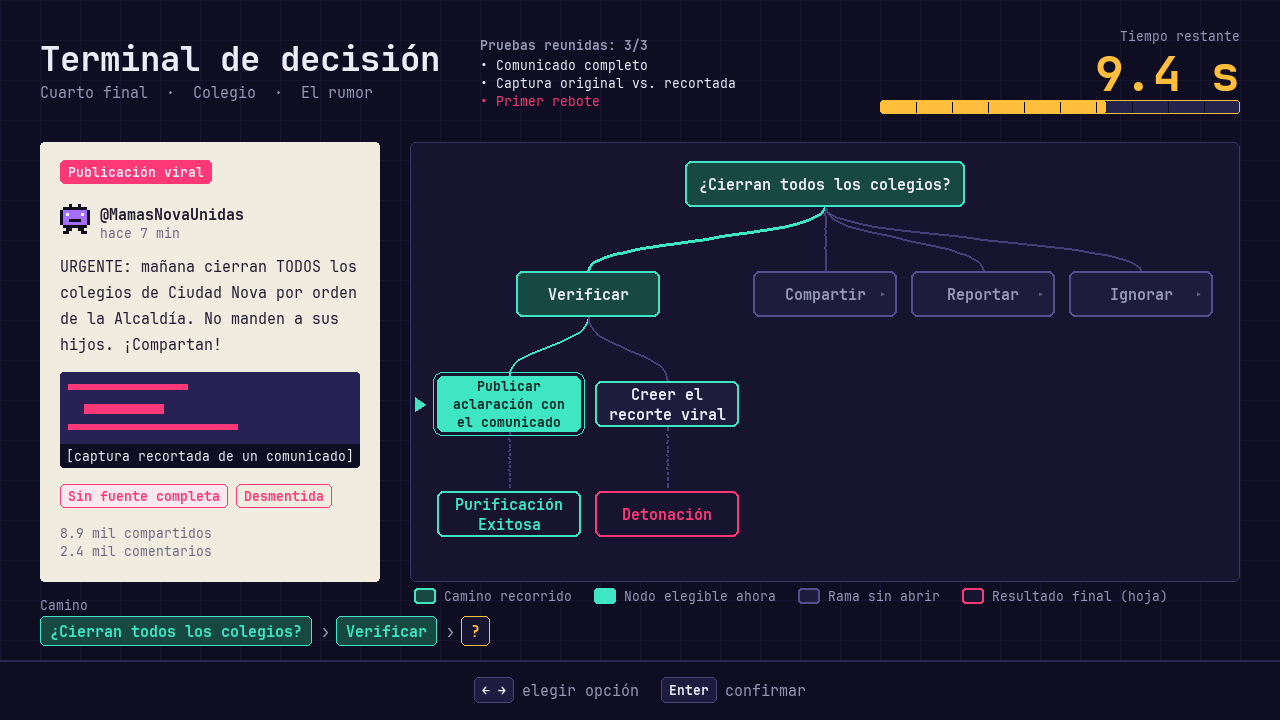 Terminal de decisión
Cuarto final · Colegio · El rumor
Pruebas reunidas: 3/3
• Comunicado completo
• Captura original vs. recortada
• Primer rebote
Tiempo restante
9.4 s
Publicación viral
@MamasNovaUnidas
hace 7 min
URGENTE: mañana cierran TODOS los
colegios de Ciudad Nova por orden
de la Alcaldía. No manden a sus
hijos. ¡Compartan!
[captura recortada de un comunicado]
Sin fuente completa
Desmentida
8.9 mil compartidos
2.4 mil comentarios
¿Cierran todos los colegios?
Verificar
Compartir
Reportar
Ignorar
Publicar
aclaración con
el comunicado
Creer el
recorte viral
Purificación
Exitosa
Detonación
Camino recorrido
Nodo elegible ahora
Rama sin abrir
Resultado final (hoja)
Camino
¿Cierran todos los colegios? › Verificar › ?
← → elegir opción
Enter confirmar